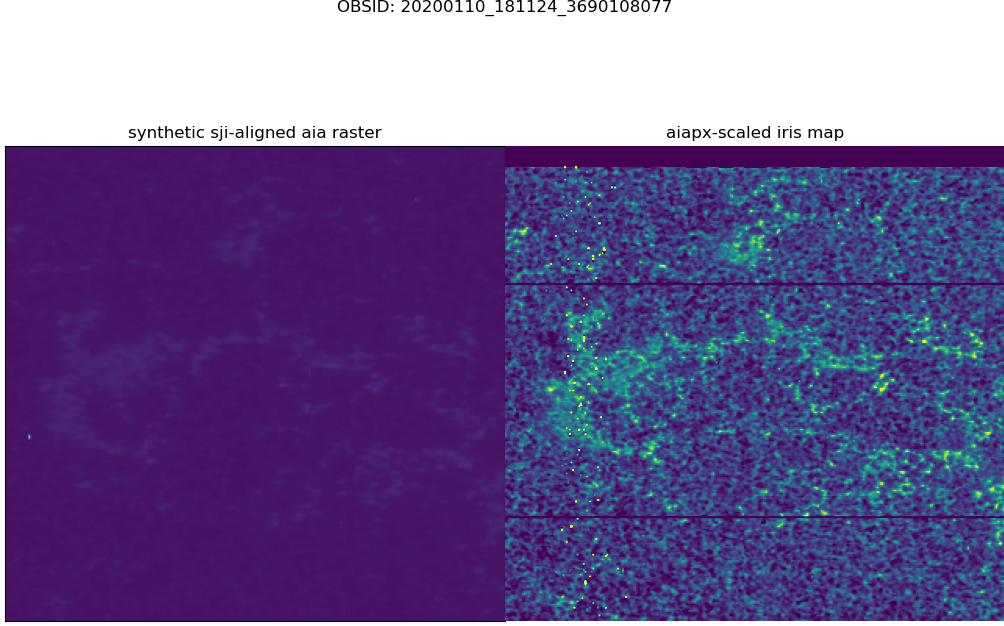 OBSID: 20200110_181124_3690108077
synthetic sji-aligned aia raster
aiapx-scaled iris map